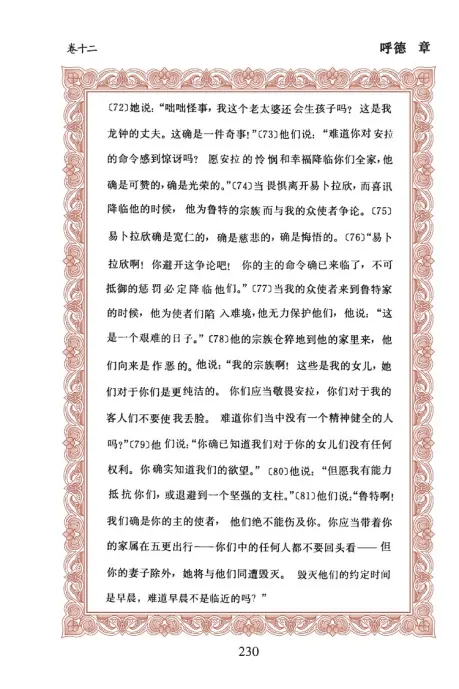 卷十二
呼德 章
〔72〕她说：“咄咄怪事，我这个老太婆还会生孩子吗？这是我
龙钟的丈夫。这确是一件奇事！”〔73〕他们说：“难道你对安拉
的命令感到惊讶吗？愿安拉的怜悯和幸福降临你们全家，他
确是可赞的，确是光荣的。”〔74〕当畏惧离开易卜拉欣，而喜讯
降临他的时候，他为鲁特的宗族而与我的众使者争论。〔75〕
易卜拉欣确是宽仁的，确是慈悲的，确是悔悟的。〔76〕“易卜
拉欣啊！你避开这争论吧！你的主的命令确已来临了，不可
抵御的惩罚必定降临他们。”〔77〕当我的众使者来到鲁特家
的时候，他为使者们陷入难境，他无力保护他们，他说：“这
是一个艰难的日子。”〔78〕他的宗族仓猝地到他的家里来，他
们向来是作恶的。他说：“我的宗族啊！这些是我的女儿，她
们对于你们是更纯洁的。你们应当敬畏安拉，你们对于我的
客人们不要使我丢脸。难道你们当中没有一个精神健全的人
吗？”〔79〕他们说：“你确已知道我们对于你的女儿们没有任何
权利。你确实知道我们的欲望。”〔80〕他说：“但愿我有能力
抵抗你们，或退避到一个坚强的支柱。”〔81〕他们说：“鲁特啊！
我们确是你的主的使者，他们绝不能伤及你。你应当带着你
的家属在五更出行——你们中的任何人都不要回头看——但
你的妻子除外，她将与他们同遭毁灭。毁灭他们的约定时间
是早晨，难道早晨不是临近的吗？”
230